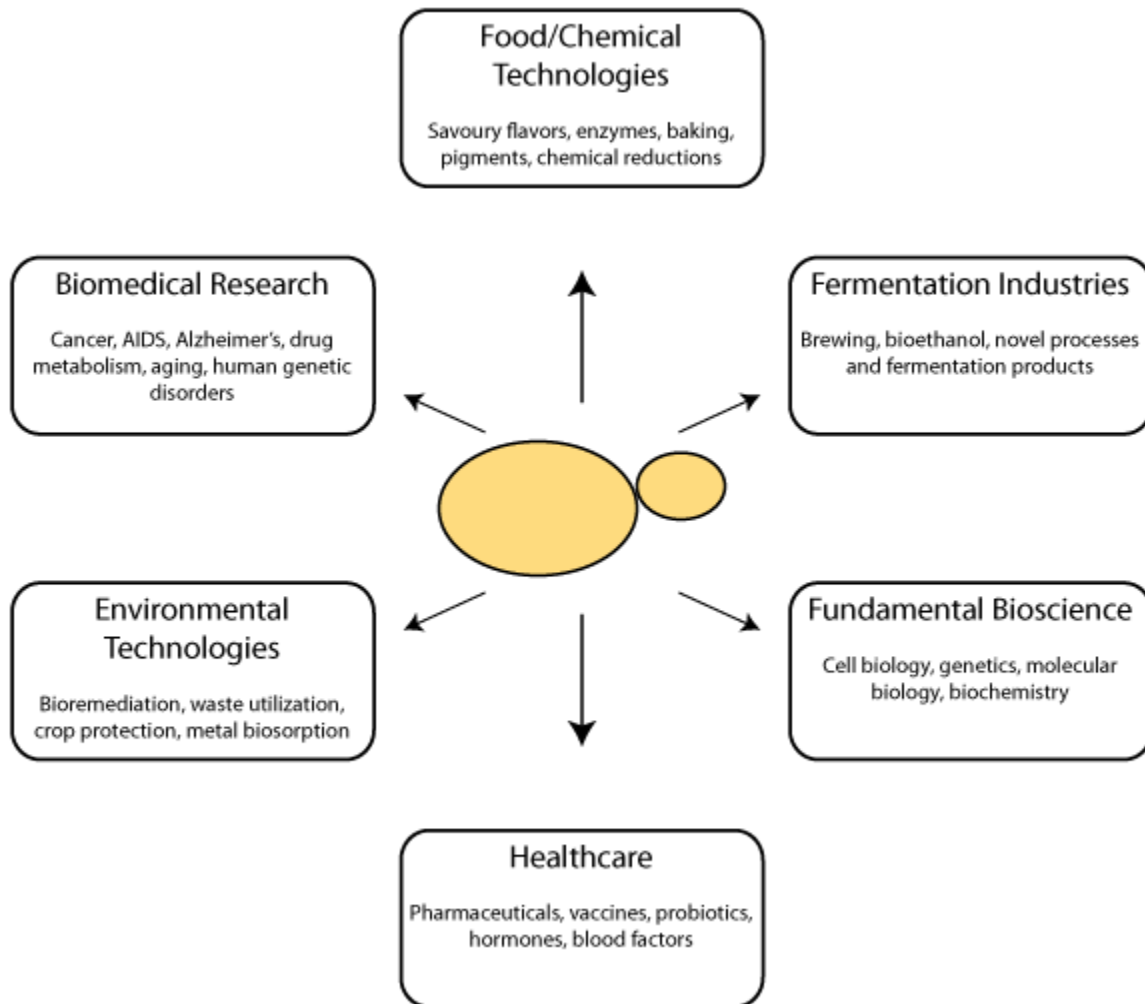 Food/Chemical
Technologies
Savoury flavors, enzymes, baking,
pigments, chemical reductions
Biomedical Research
Cancer, AIDS, Alzheimer's, drug
metabolism, aging, human genetic
disorders
Fermentation Industries
Brewing, bioethanol, novel processes
and fermentation products
Environmental
Technologies
Bioremediation, waste utilization,
crop protection, metal biosorption
Fundamental Bioscience
Cell biology, genetics, molecular
biology, biochemistry
Healthcare
Pharmaceuticals, vaccines, probiotics,
hormones, blood factors